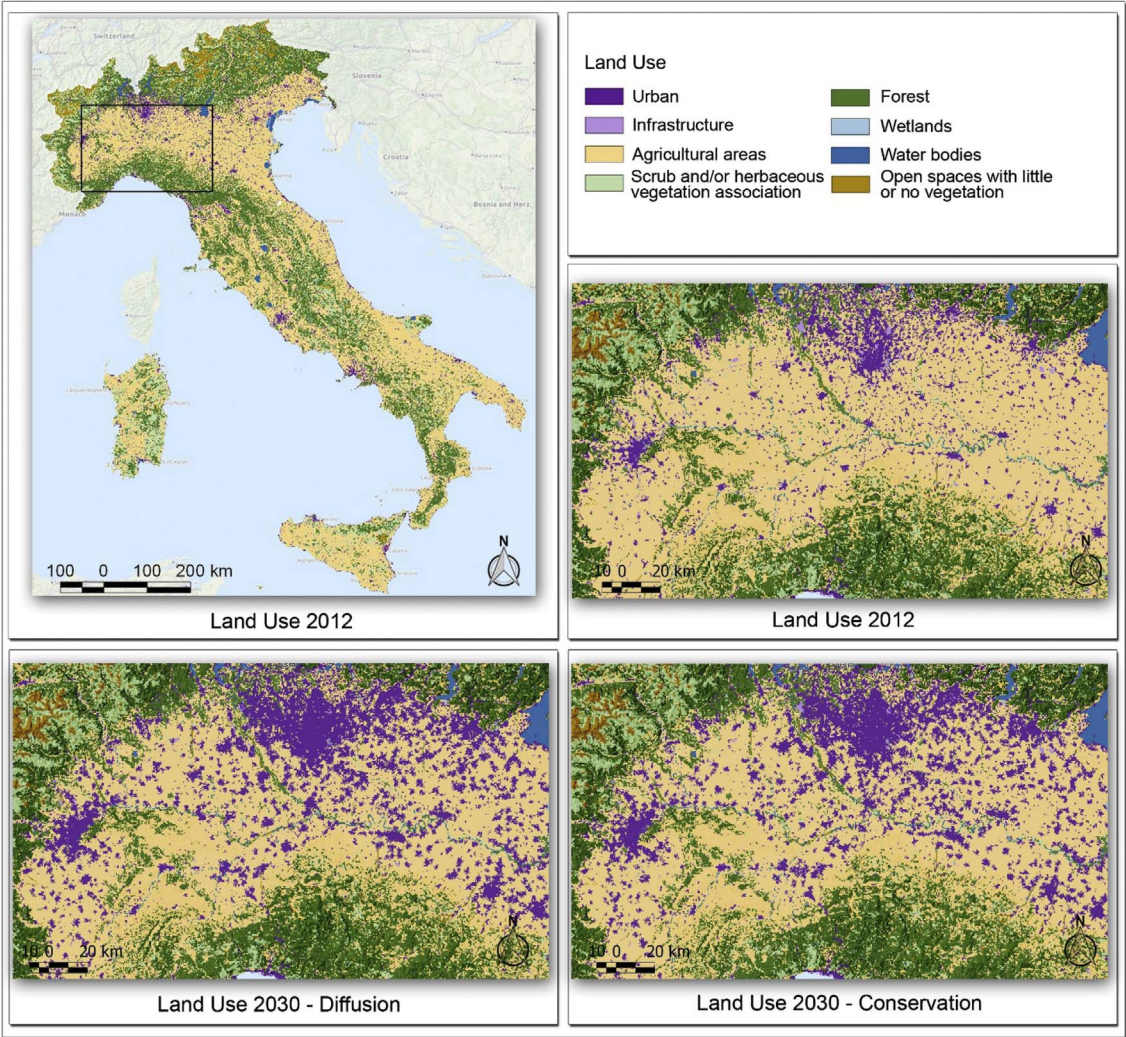 Switzerland
Slovenia
Croatia
Monaco
Bosnia and Herz.
N
100 0 100 200 km
Land Use 2012
Land Use
Urban
Infrastructure
Agricultural areas
Scrub and/or herbaceous
vegetation association
Forest
Wetlands
Water bodies
Open spaces with little
or no vegetation
10 0 20 km
N
Land Use 2012
10 0 20 km
N
Land Use 2030 - Diffusion
10 0 20 km
N
Land Use 2030 - Conservation